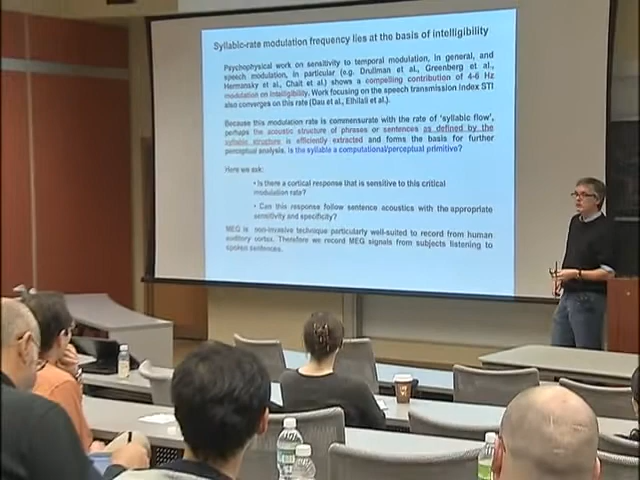 Syllabic-rate modulation frequency lies at the basis of intelligibility
Psychophysical work on sensitivity to temporal modulation, in general, and
speech modulation, in particular (e.g. Drullman et al., Greenberg et al.,
Hermansky et al., Chait et al.) shows a compelling contribution of 4-6 Hz
modulation on intelligibility. Work focusing on the speech transmission index STI
also converges on this rate (Dau et al., Elhilali et al.).
Because this modulation rate is commensurate with the rate of 'syllabic flow',
perhaps the acoustic structure of phrases or sentences as defined by the
syllabic structure is efficiently extracted and forms the basis for further
perceptual analysis. Is the syllable a computational/perceptual primitive?
Here we ask:
• Is there a cortical response that is sensitive to this critical
modulation rate?
• Can this response follow sentence acoustics with the appropriate
sensitivity and specificity?
MEG is non-invasive technique particularly well-suited to record from human
auditory cortex. Therefore we record MEG signals from subjects listening to
spoken sentences.